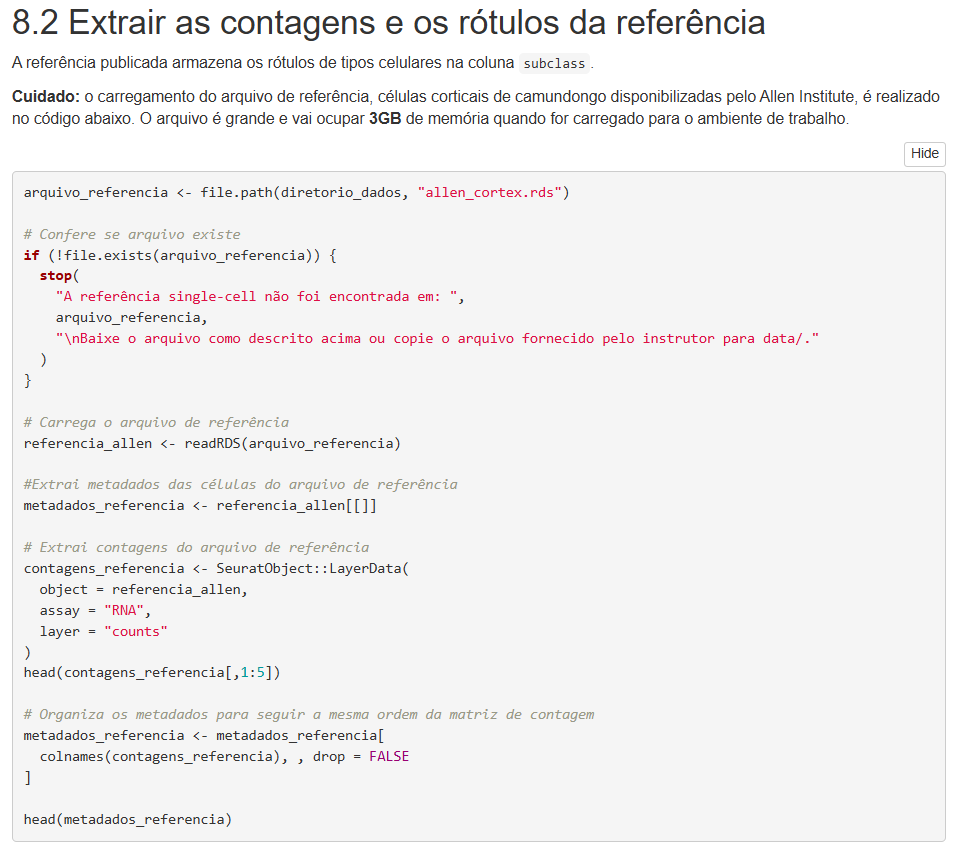 8.2 Extrair as contagens e os rótulos da referência
A referência publicada armazena os rótulos de tipos celulares na coluna subclass.
Cuidado: o carregamento do arquivo de referência, células corticais de camundongo disponibilizadas pelo Allen Institute, é realizado
no código abaixo. O arquivo é grande e vai ocupar 3GB de memória quando for carregado para o ambiente de trabalho.
Hide
arquivo_referencia <- file.path(diretorio_dados, "allen_cortex.rds")
# Confere se arquivo existe
if (!file.exists(arquivo_referencia)) {
  stop(
    "A referência single-cell não foi encontrada em: ",
    arquivo_referencia,
    "\nBaixe o arquivo como descrito acima ou copie o arquivo fornecido pelo instrutor para data/."
  )
}
# Carrega o arquivo de referência
referencia_allen <- readRDS(arquivo_referencia)
#Extrai metadados das células do arquivo de referência
metadados_referencia <- referencia_allen[[]]
# Extrai contagens do arquivo de referência
contagens_referencia <- SeuratObject::LayerData(
  object = referencia_allen,
  assay = "RNA",
  layer = "counts"
)
head(contagens_referencia[,1:5])
# Organiza os metadados para seguir a mesma ordem da matriz de contagem
metadados_referencia <- metadados_referencia[
  colnames(contagens_referencia), , drop = FALSE
]
head(metadados_referencia)